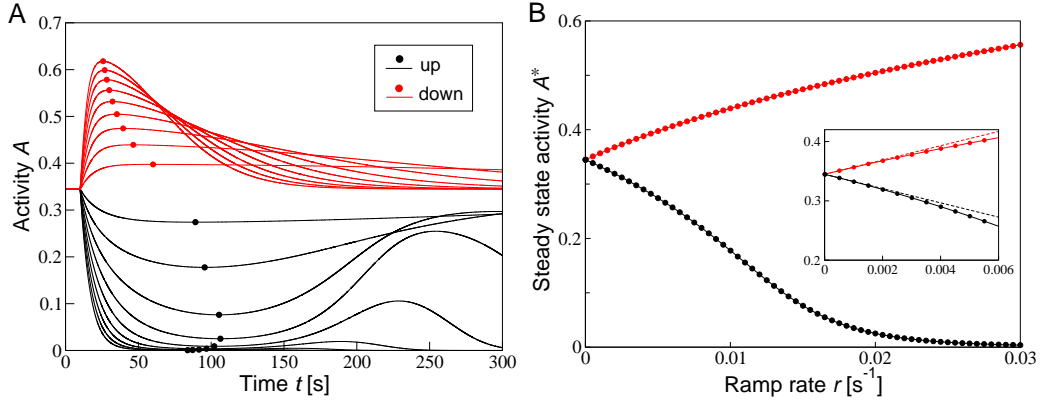 A
0.7
0.6
0.5
0.4
0.3
0.2
0.1
0
Activity A
0 50 100 150 200 250 300
Time t [s]
up
down
B
0.6
0.4
0.2
0
Steady state activity A*
0 0.01 0.02 0.03
Ramp rate r [s-1]
0.4
0.3
0.2
0 0.002 0.004 0.006